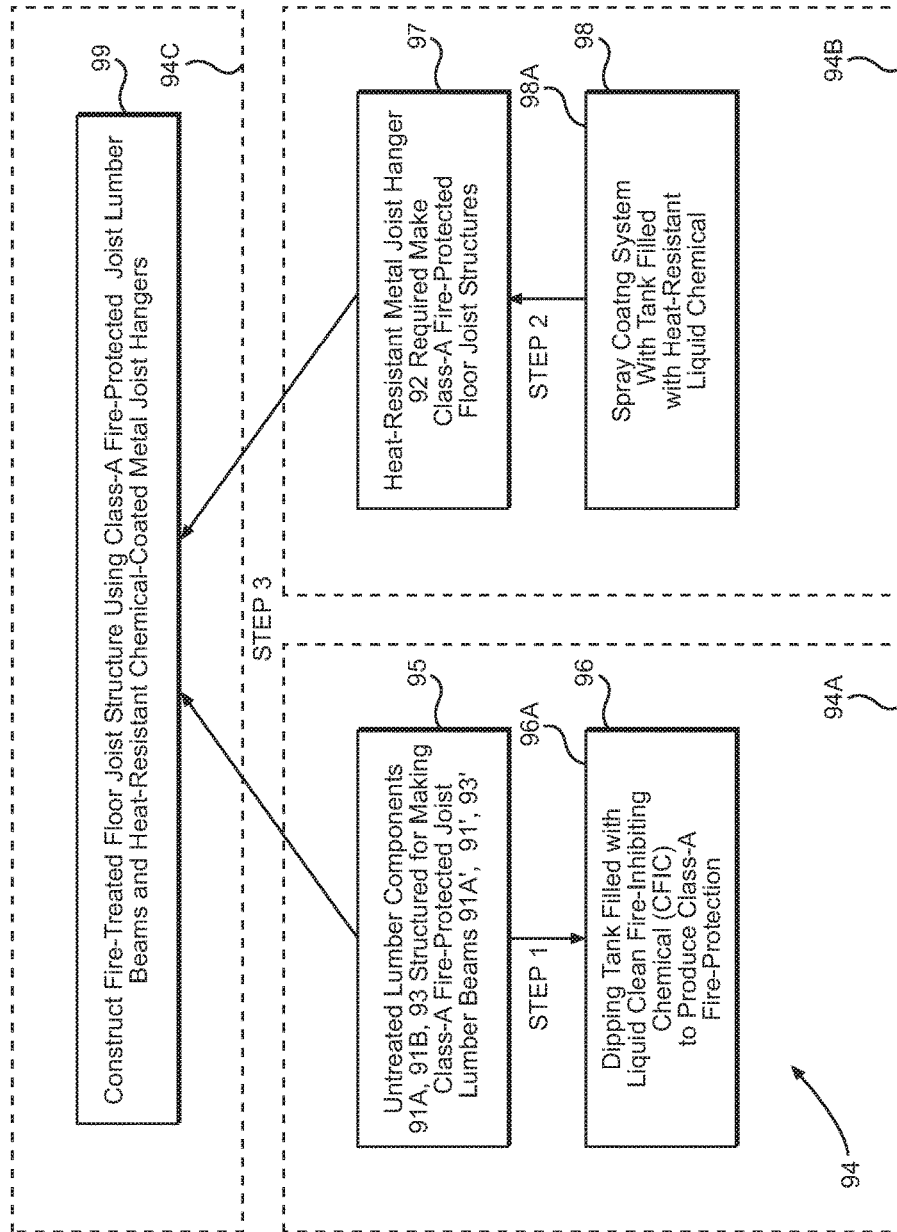 99
Construct Fire-Treated Floor Joist Structure Using Class-A Fire-Protected Joist Lumber
Beams and Heat-Resistant Chemical-Coated Metal Joist Hangers
94C
STEP 3
95
Untreated Lumber Components
91A, 91B, 93 Structured for Making
Class-A Fire-Protected Joist
Lumber Beams 91A', 91', 93'
STEP 1
96A
96
Dipping Tank Filled with
Liquid Clean Fire-Inhibiting
Chemical (CFIC)
to Produce Class-A
Fire-Protection
94A
94
97
Heat-Resistant Metal Joist Hanger
92 Required Make
Class-A Fire-Protected
Floor Joist Structures
STEP 2
98A
98
Spray Coatng System
With Tank Filled
with Heat-Resistant
Liquid Chemical
94B